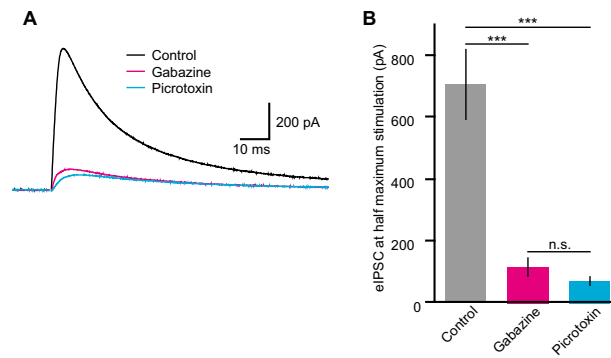 A
Control
Gabazine
Picrotoxin
200 pA
10 ms
B
eIPSC at half maximum stimulation (pA)
800
600
400
200
0
***
***
n.s.
Control
Gabazine
Picrotoxin